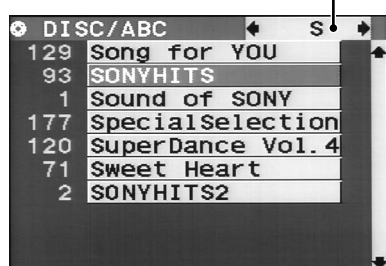 DISC/ABC S
129 Song for YOU
93 SONYHITS
1 Sound of SONY
177 SpecialSelection
120 SuperDance Vol.4
71 Sweet Heart
2 SONYHITS2